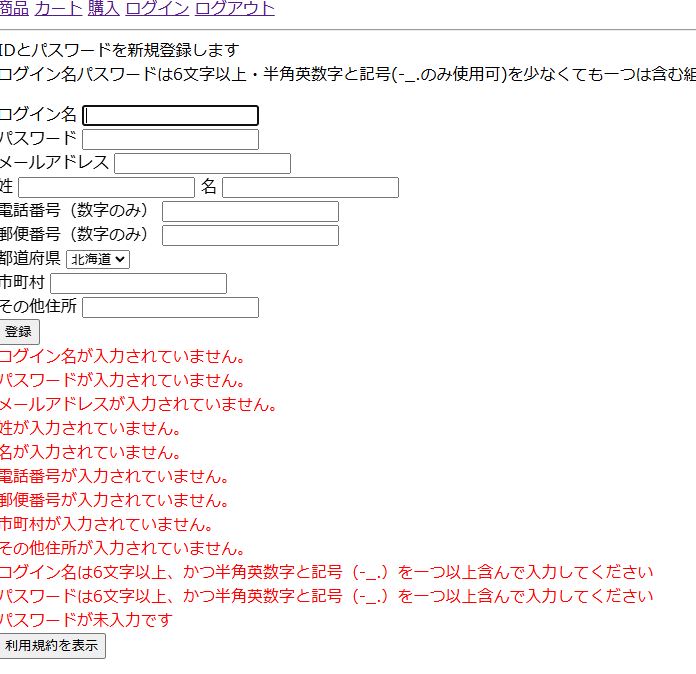 商品 カート 購入 ログイン ログアウト
IDとパスワードを新規登録します
ログイン名パスワードは6文字以上・半角英数字と記号(-_.のみ使用可)を少なくても一つは含む組
ログイン名
パスワード
メールアドレス
姓 名
電話番号（数字のみ）
郵便番号（数字のみ）
都道府県 北海道
市町村
その他住所
登録
ログイン名が入力されていません。
パスワードが入力されていません。
メールアドレスが入力されていません。
姓が入力されていません。
名が入力されていません。
電話番号が入力されていません。
郵便番号が入力されていません。
市町村が入力されていません。
その他住所が入力されていません。
ログイン名は6文字以上、かつ半角英数字と記号（-_.）を一つ以上含んで入力してください
パスワードは6文字以上、かつ半角英数字と記号（-_.）を一つ以上含んで入力してください
パスワードが未入力です
利用規約を表示